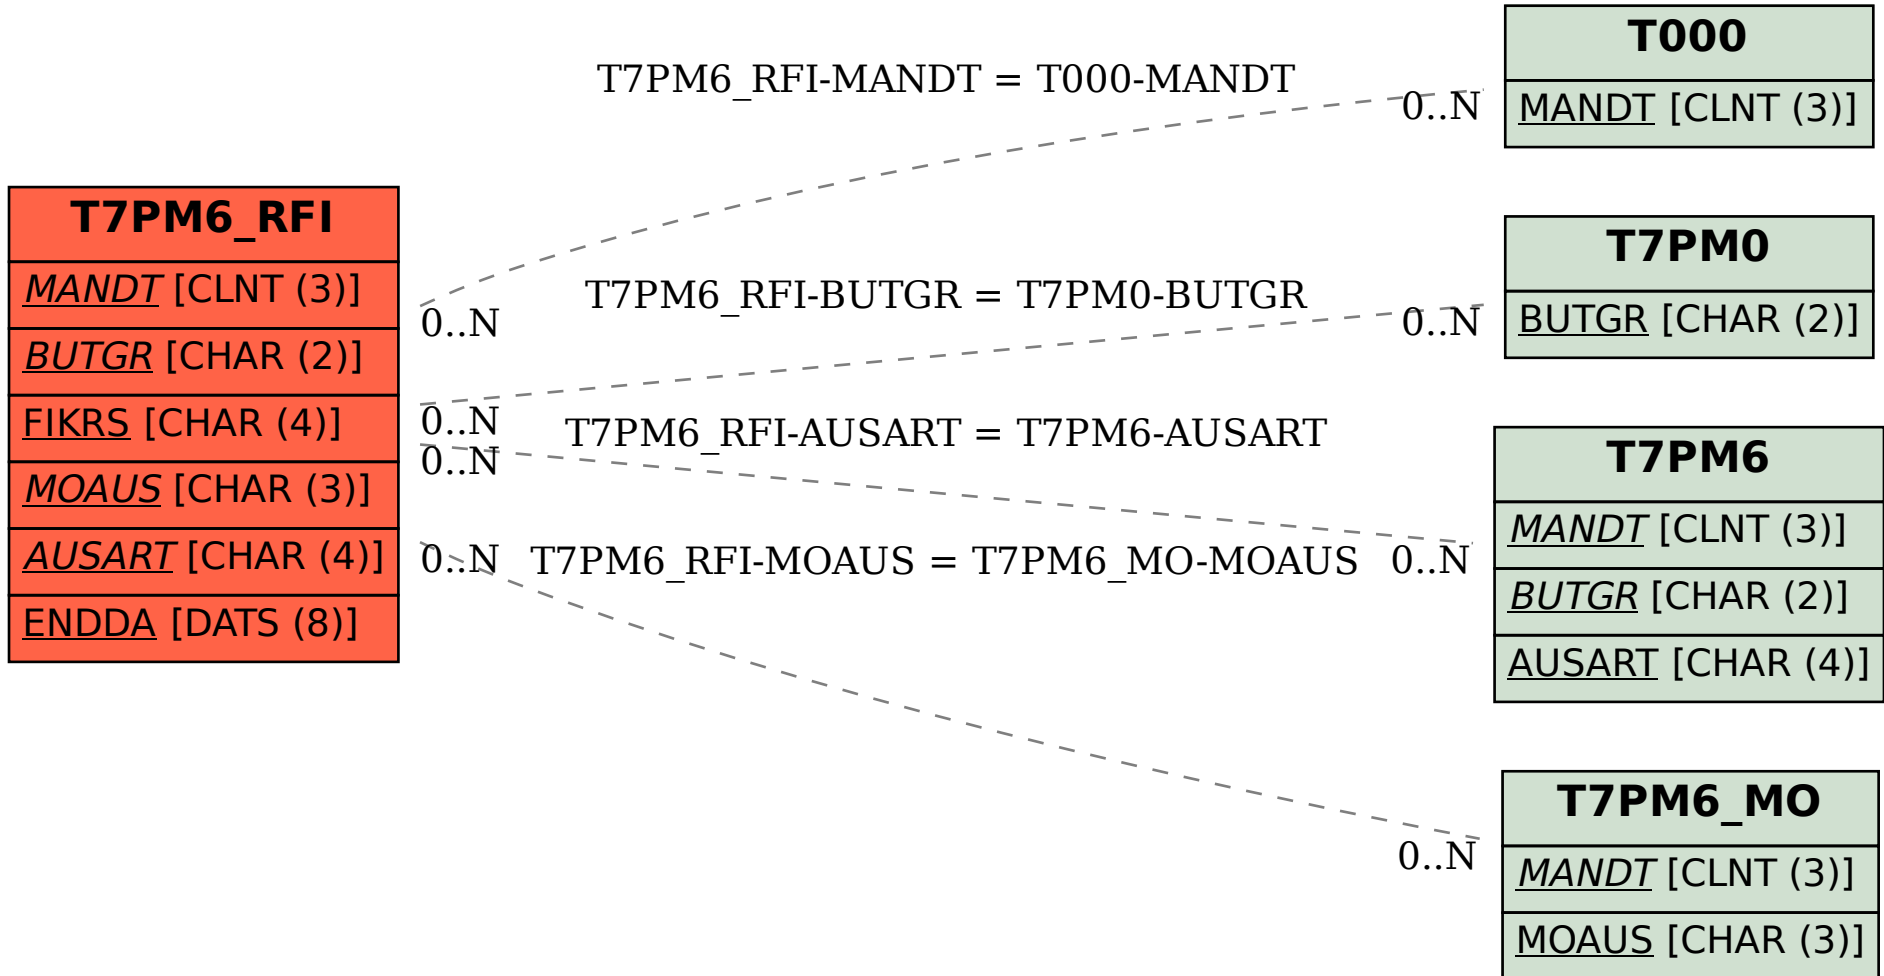 T7PM6_RFI
MANDT [CLNT (3)]
BUTGR [CHAR (2)]
FIKRS [CHAR (4)]
MOAUS [CHAR (3)]
AUSART [CHAR (4)]
ENDDA [DATS (8)]
T7PM6_RFI-MANDT = T000-MANDT
0..N
0..N
T7PM6_RFI-BUTGR = T7PM0-BUTGR
0..N
0..N
T7PM6_RFI-AUSART = T7PM6-AUSART
0..N
0..N
T7PM6_RFI-MOAUS = T7PM6_MO-MOAUS
0..N
0..N
T000
MANDT [CLNT (3)]
T7PM0
BUTGR [CHAR (2)]
T7PM6
MANDT [CLNT (3)]
BUTGR [CHAR (2)]
AUSART [CHAR (4)]
T7PM6_MO
MANDT [CLNT (3)]
MOAUS [CHAR (3)]